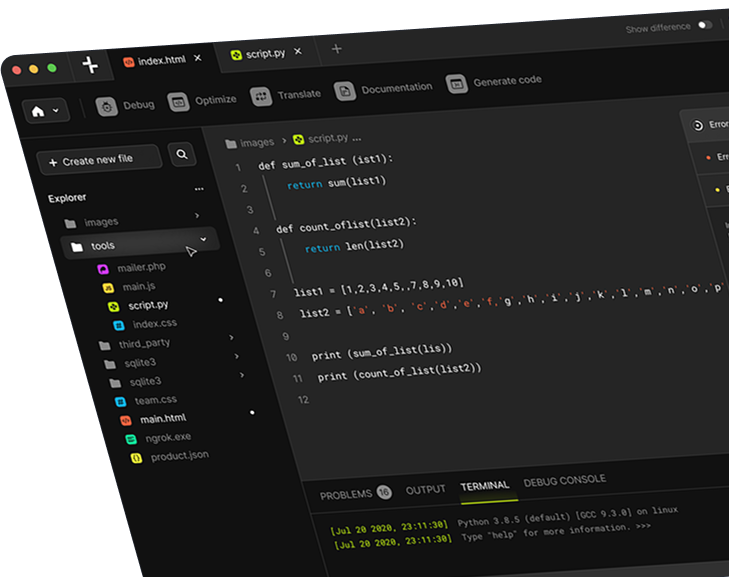 index.html
script.py
Show difference
Debug
Optimize
Translate
Documentation
Generate code
+ Create new file
Explorer
images
tools
mailer.php
main.js
script.py
index.css
third_party
sqlite3
sqlite3
team.css
main.html
ngrok.exe
product.json
images > script.py ...
1 def sum_of_list (ist1):
2 return sum(list1)
3
4 def count_oflist(list2):
5 return len(list2)
6
7 list1 = [1,2,3,4,5,,7,8,9,10]
8 list2 = ['a', 'b', 'c','d','e','f,'g','h','i','j','k','l','m','n','o','p'
9
10 print (sum_of_list(lis))
11 print (count_of_list(list2))
12
Error
Err
PROBLEMS 16 OUTPUT TERMINAL DEBUG CONSOLE
[Jul 20 2020, 23:11:30] Python 3.8.5 (default) [GCC 9.3.0] on linux
[Jul 20 2020, 23:11:30] Type "help" for more information. >>>